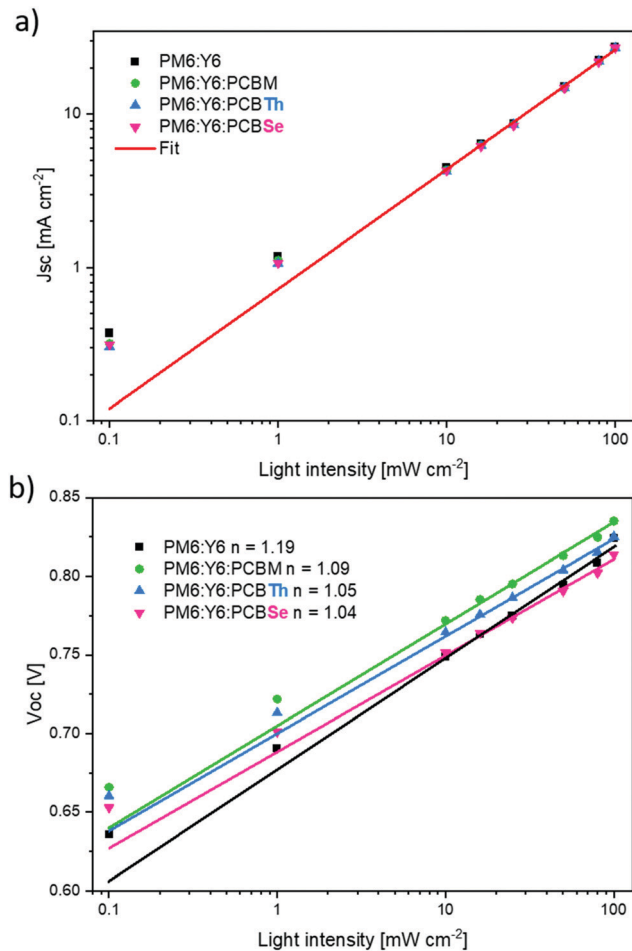 a)
PM6:Y6
PM6:Y6:PCBM
PM6:Y6:PCBTh
PM6:Y6:PCBSe
Fit
Jsc [mA cm⁻²]
10
1
0.1
0.1 1 10 100
Light intensity [mW cm⁻²]
b)
PM6:Y6 n = 1.19
PM6:Y6:PCBM n = 1.09
PM6:Y6:PCBTh n = 1.05
PM6:Y6:PCBSe n = 1.04
Voc [V]
0.85
0.80
0.75
0.70
0.65
0.60
0.1 1 10 100
Light intensity [mW cm⁻²]